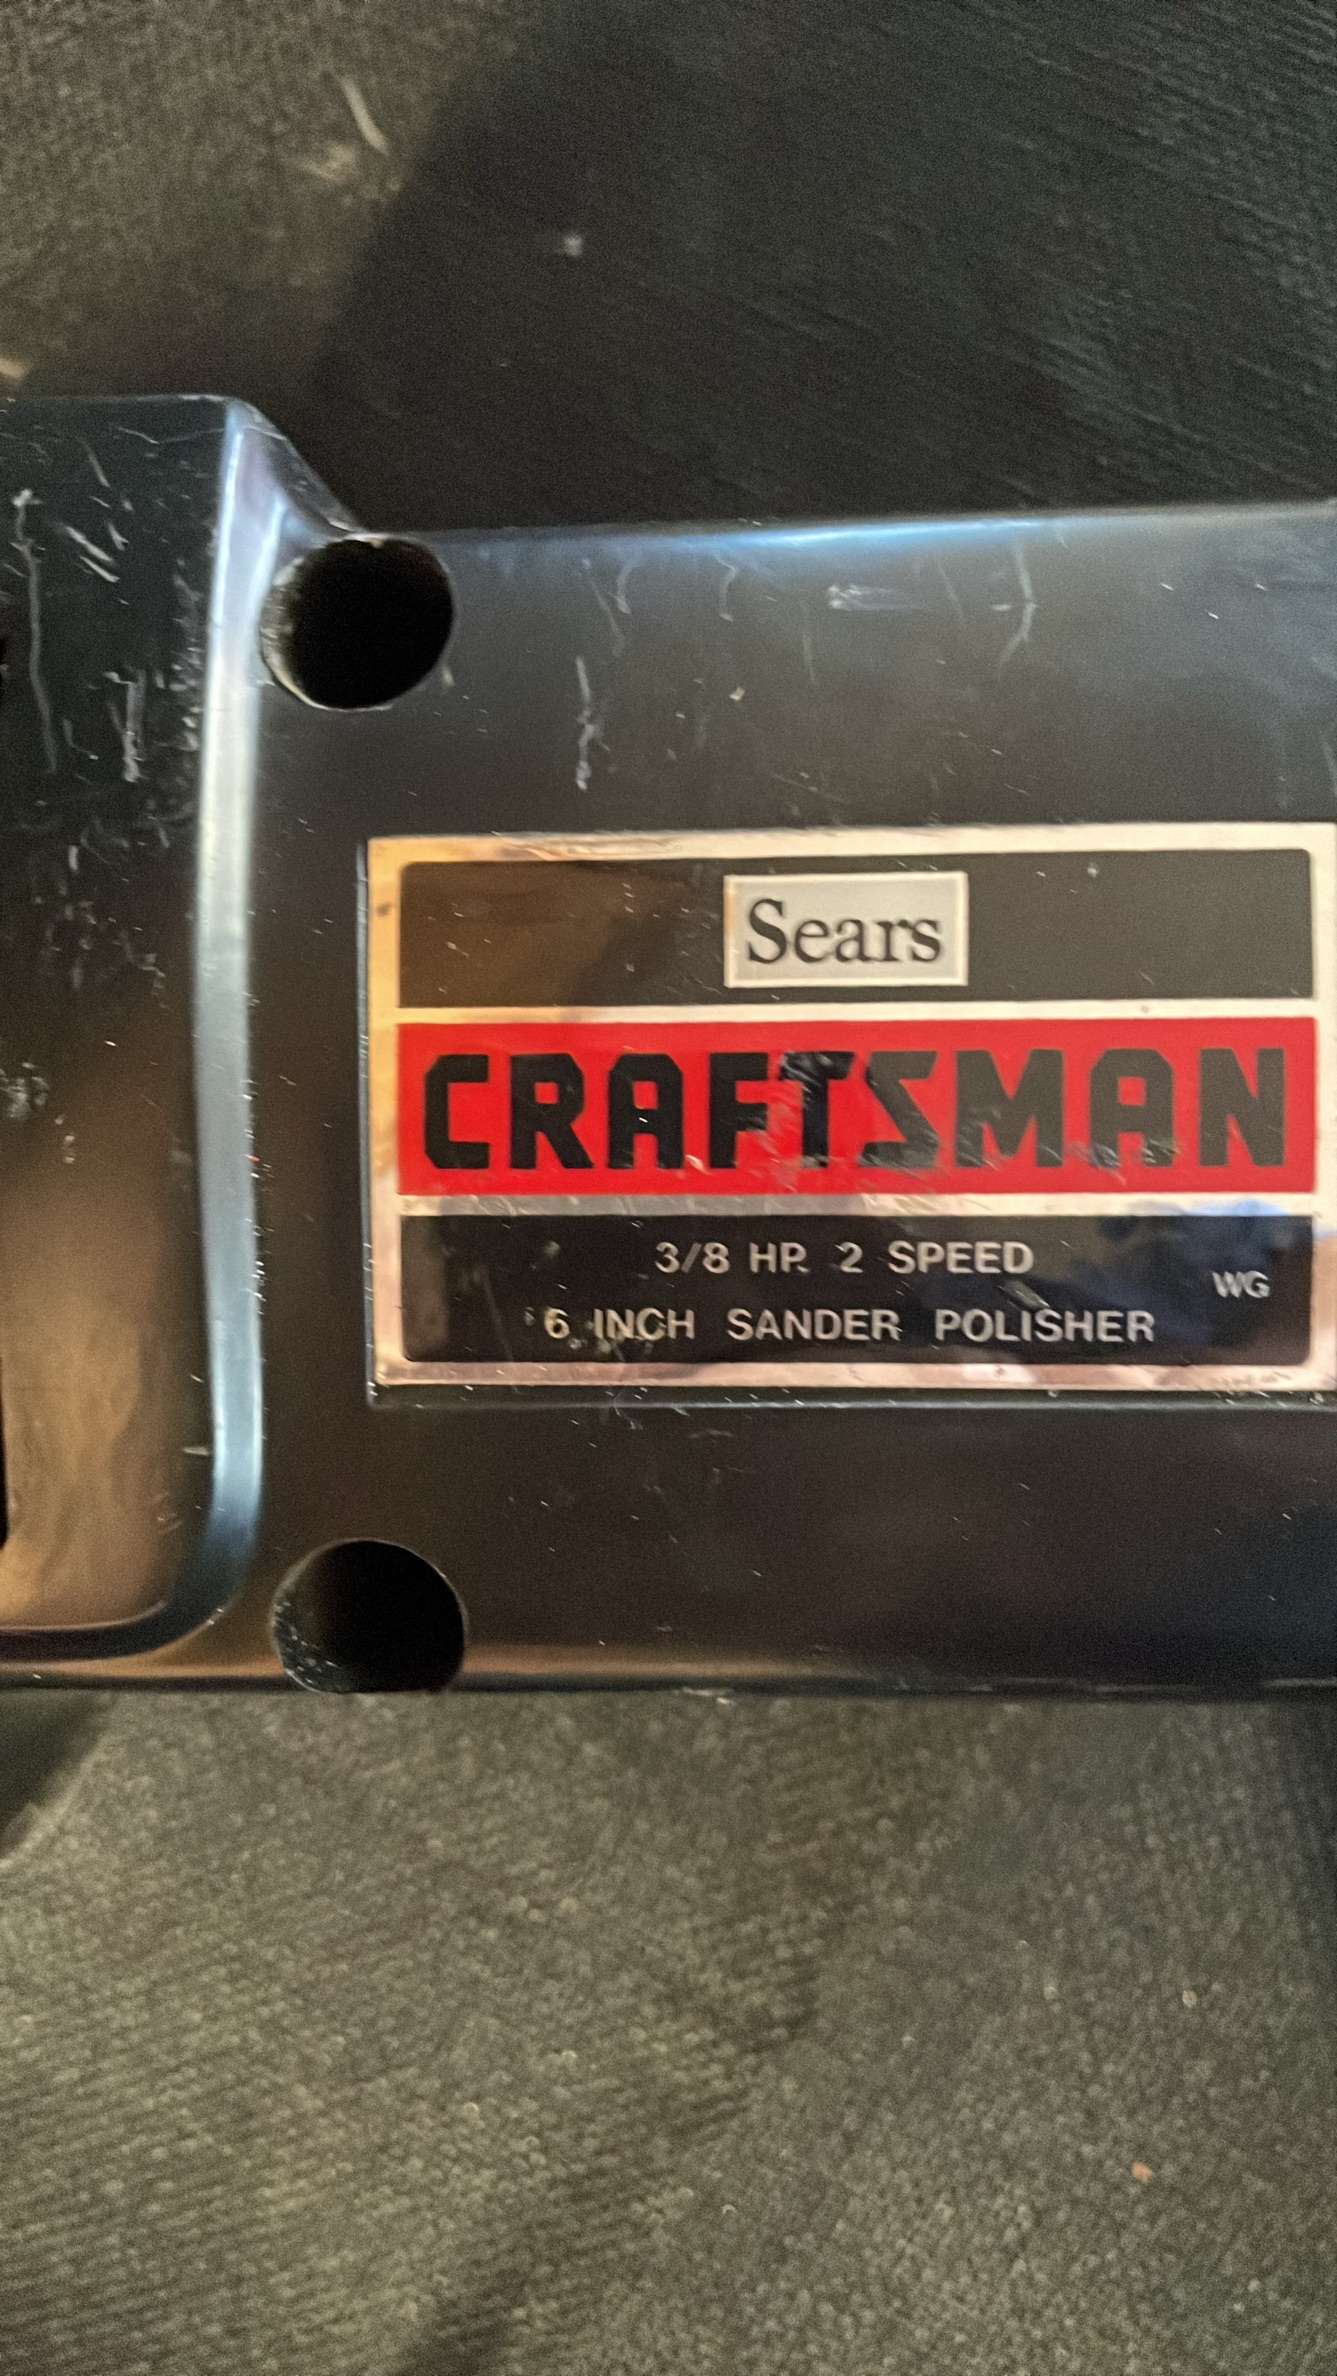 Sears
CRAFTSMAN
3/8 HP. 2 SPEED
WG
6 INCH SANDER POLISHER